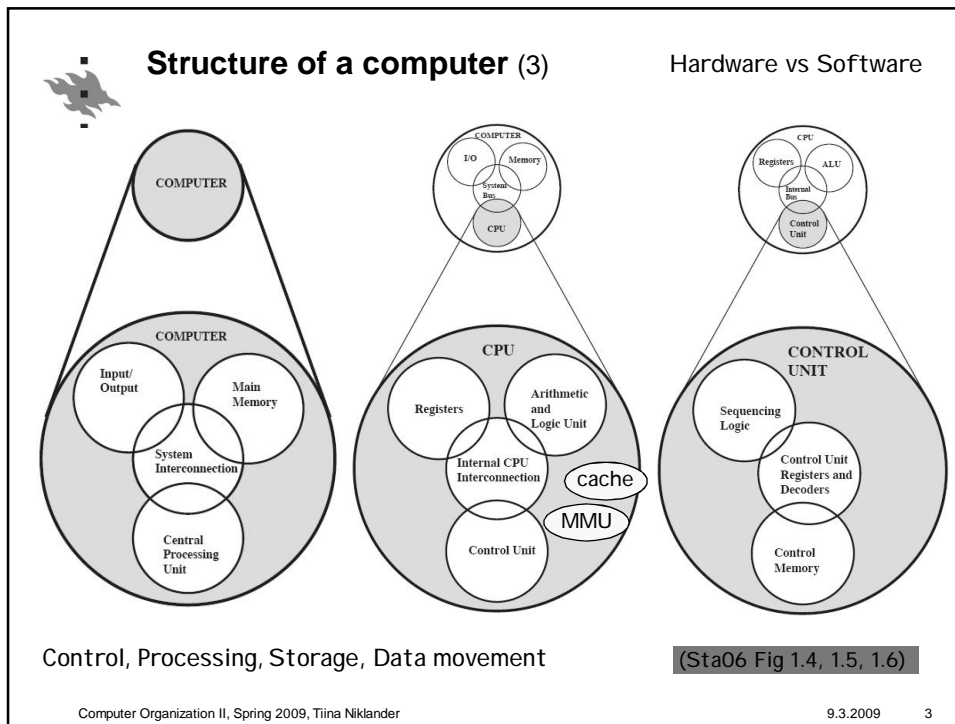 Structure of a computer (3)
Hardware vs Software
COMPUTER
COMPUTER
Input/
Output
Main
Memory
System
Interconnection
Central
Processing
Unit
COMPUTER
I/O
Memory
System
Bus
CPU
CPU
Registers
Arithmetic
and
Logic Unit
Internal CPU
Interconnection
cache
MMU
Control Unit
CPU
Registers
ALU
Internal
Bus
Control
Unit
CONTROL
UNIT
Sequencing
Logic
Control Unit
Registers and
Decoders
Control
Memory
Control, Processing, Storage, Data movement
(Sta06 Fig 1.4, 1.5, 1.6)
Computer Organization II, Spring 2009, Tiina Niklander
9.3.2009
3